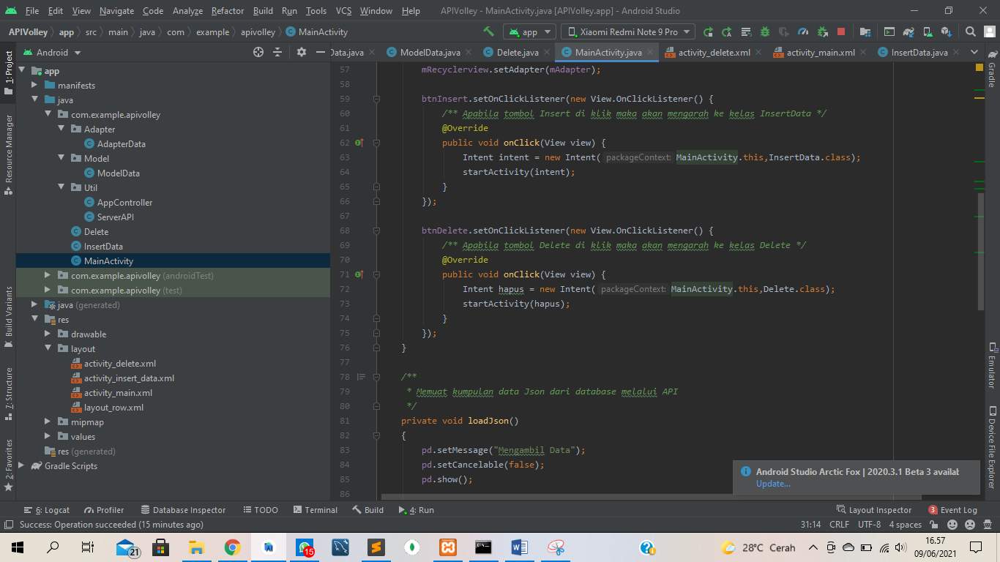 File Edit View Navigate Code Analyze Refactor Build Run Tools VCS Window Help APIVolley - MainActivity.java [APIVolley.app] - Android Studio
APIVolley app src main java com example apivolley MainActivity app Xiaomi Redmi Note 9 Pro
1: Project
Resource Manager
Build Variants
7: Structure
2: Favorites
Android
app
manifests
java
com.example.apivolley
Adapter
AdapterData
Model
ModelData
Util
AppController
ServerAPI
Delete
InsertData
MainActivity
com.example.apivolley (androidTest)
com.example.apivolley (test)
java (generated)
res
drawable
layout
activity_delete.xml
activity_insert_data.xml
activity_main.xml
layout_row.xml
mipmap
values
res (generated)
Gradle Scripts
Data.java ModelData.java Delete.java MainActivity.java activity_delete.xml activity_main.xml InsertData.java
57 mRecyclerview.setAdapter(mAdapter);
58
59 btnInsert.setOnClickListener(new View.OnClickListener() {
60 /** Apabila tombol Insert di klik maka akan mengarah ke kelas InsertData */
61 @Override
62 public void onClick(View view) {
63 Intent intent = new Intent( packageContext: MainActivity.this,InsertData.class);
64 startActivity(intent);
65 }
66 });
67
68 btnDelete.setOnClickListener(new View.OnClickListener() {
69 /** Apabila tombol Delete di klik maka akan mengarah ke kelas Delete */
70 @Override
71 public void onClick(View view) {
72 Intent hapus = new Intent( packageContext: MainActivity.this,Delete.class);
73 startActivity(hapus);
74 }
75 });
76 }
77
78 /**
79 * Memuat kumpulan data Json dari database melalui API
80 */
81 private void loadJson()
82 {
83 pd.setMessage("Mengambil Data");
84 pd.setCancelable(false);
85 pd.show();
86
Gradle
Emulator
Device File Explorer
Android Studio Arctic Fox | 2020.3.1 Beta 3 availab
Update...
6: Logcat Profiler Database Inspector TODO Terminal Build 4: Run Layout Inspector 3 Event Log
Success: Operation succeeded (15 minutes ago) 31:14 CRLF UTF-8 4 spaces
21 15 28°C Cerah 16.57
09/06/2021